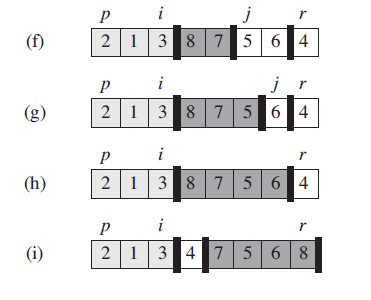 p i j r
(f) 2 1 3 8 7 5 6 4
p i j r
(g) 2 1 3 8 7 5 6 4
p i r
(h) 2 1 3 8 7 5 6 4
p i r
(i) 2 1 3 4 7 5 6 8